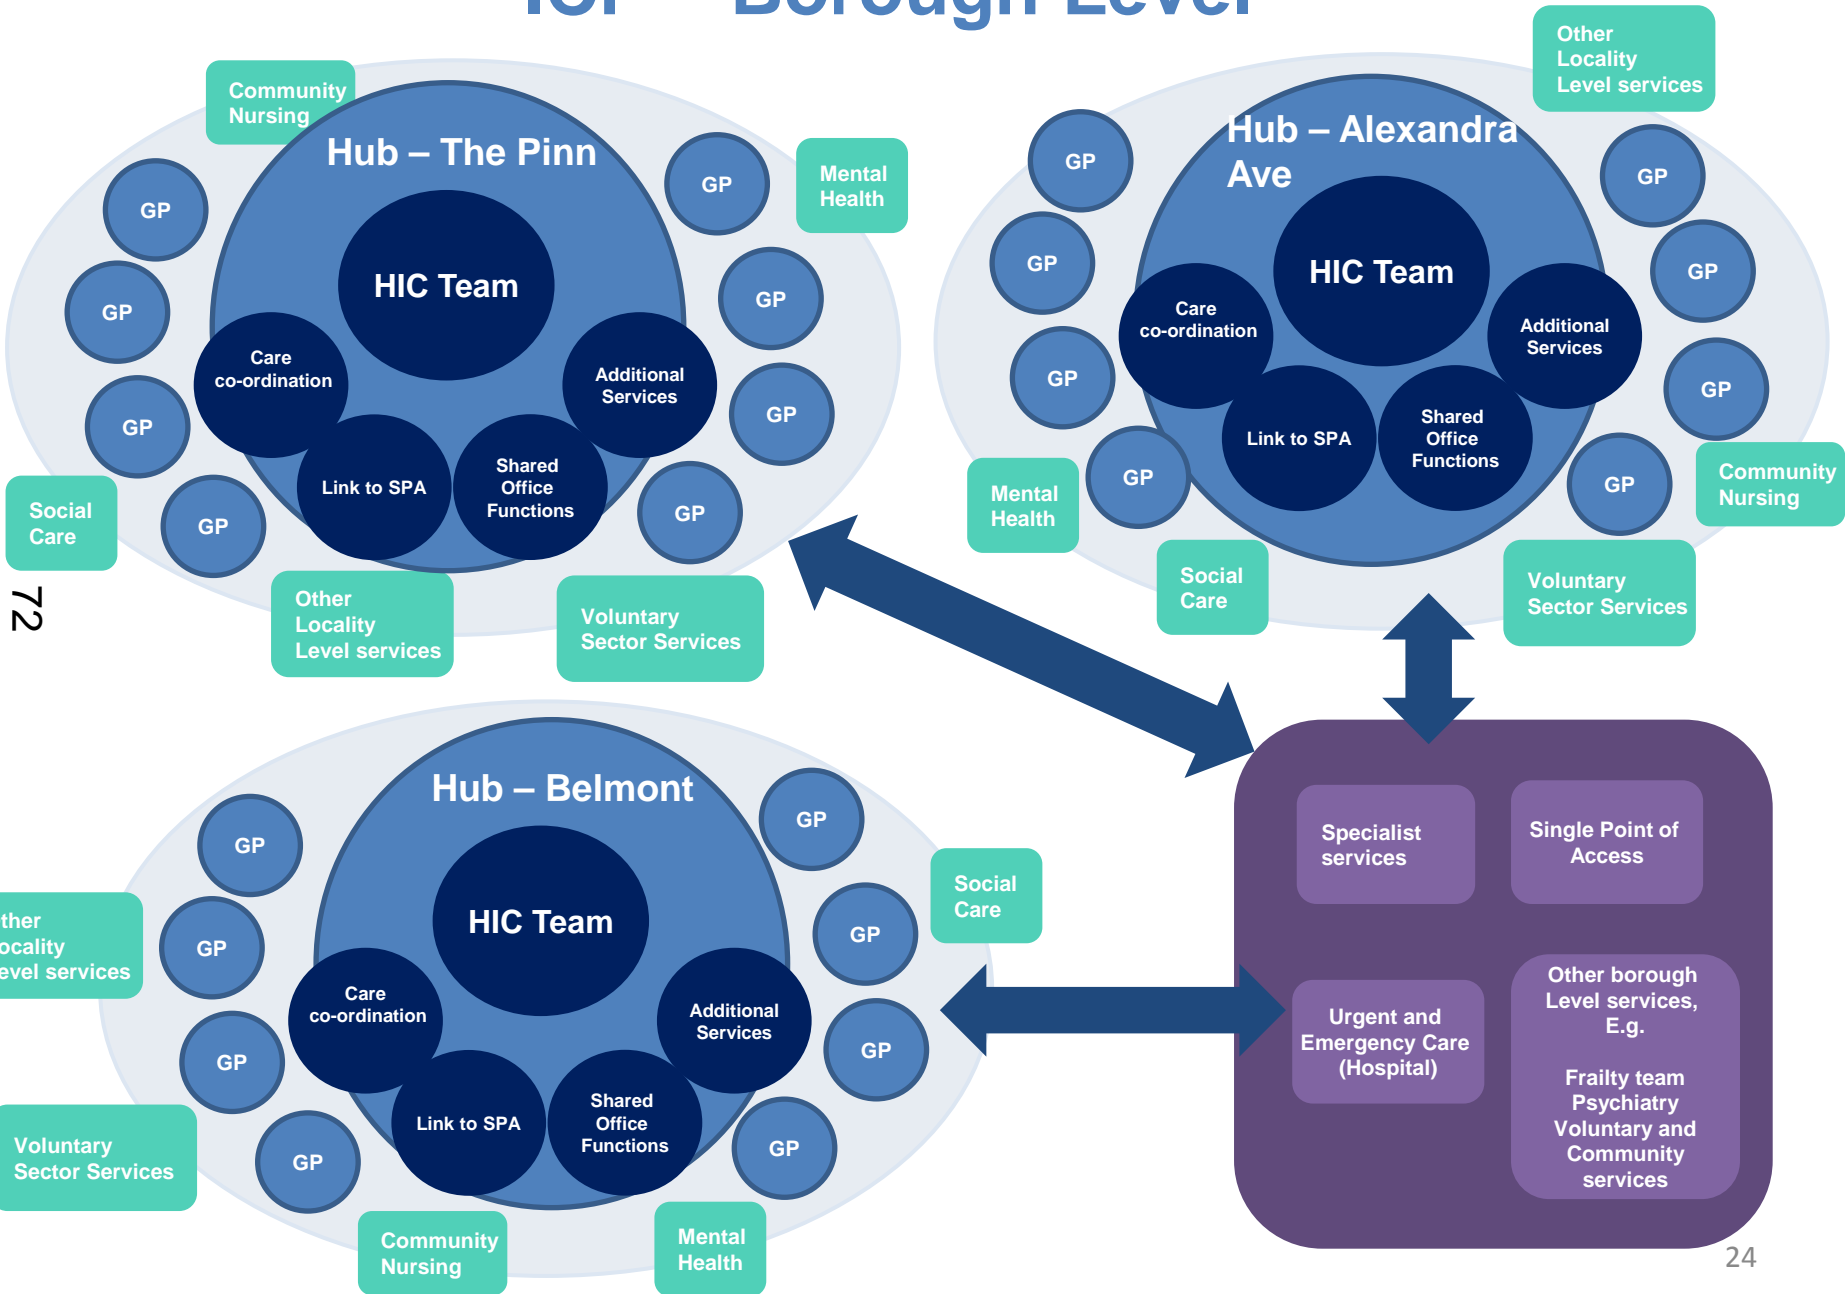 Borough Level
Community
Nursing
Hub – The Pinn
GP
GP
GP
GP
HIC Team
Care
co-ordination
Link to SPA
Shared
Office
Functions
Additional
Services
GP
GP
GP
GP
Mental
Health
Social
Care
Other
Locality
Level services
Voluntary
Sector Services
Other
Locality
Level services
Hub – Alexandra
Ave
GP
GP
GP
GP
HIC Team
Care
co-ordination
Link to SPA
Shared
Office
Functions
Additional
Services
GP
GP
GP
GP
Mental
Health
Social
Care
Community
Nursing
Voluntary
Sector Services
72
Hub – Belmont
GP
GP
GP
GP
HIC Team
Care
co-ordination
Link to SPA
Shared
Office
Functions
Additional
Services
GP
GP
GP
GP
Social
Care
ther
ocality
evel services
Voluntary
Sector Services
Community
Nursing
Mental
Health
Specialist
services
Single Point of
Access
Urgent and
Emergency Care
(Hospital)
Other borough
Level services,
E.g.
Frailty team
Psychiatry
Voluntary and
Community
services
24